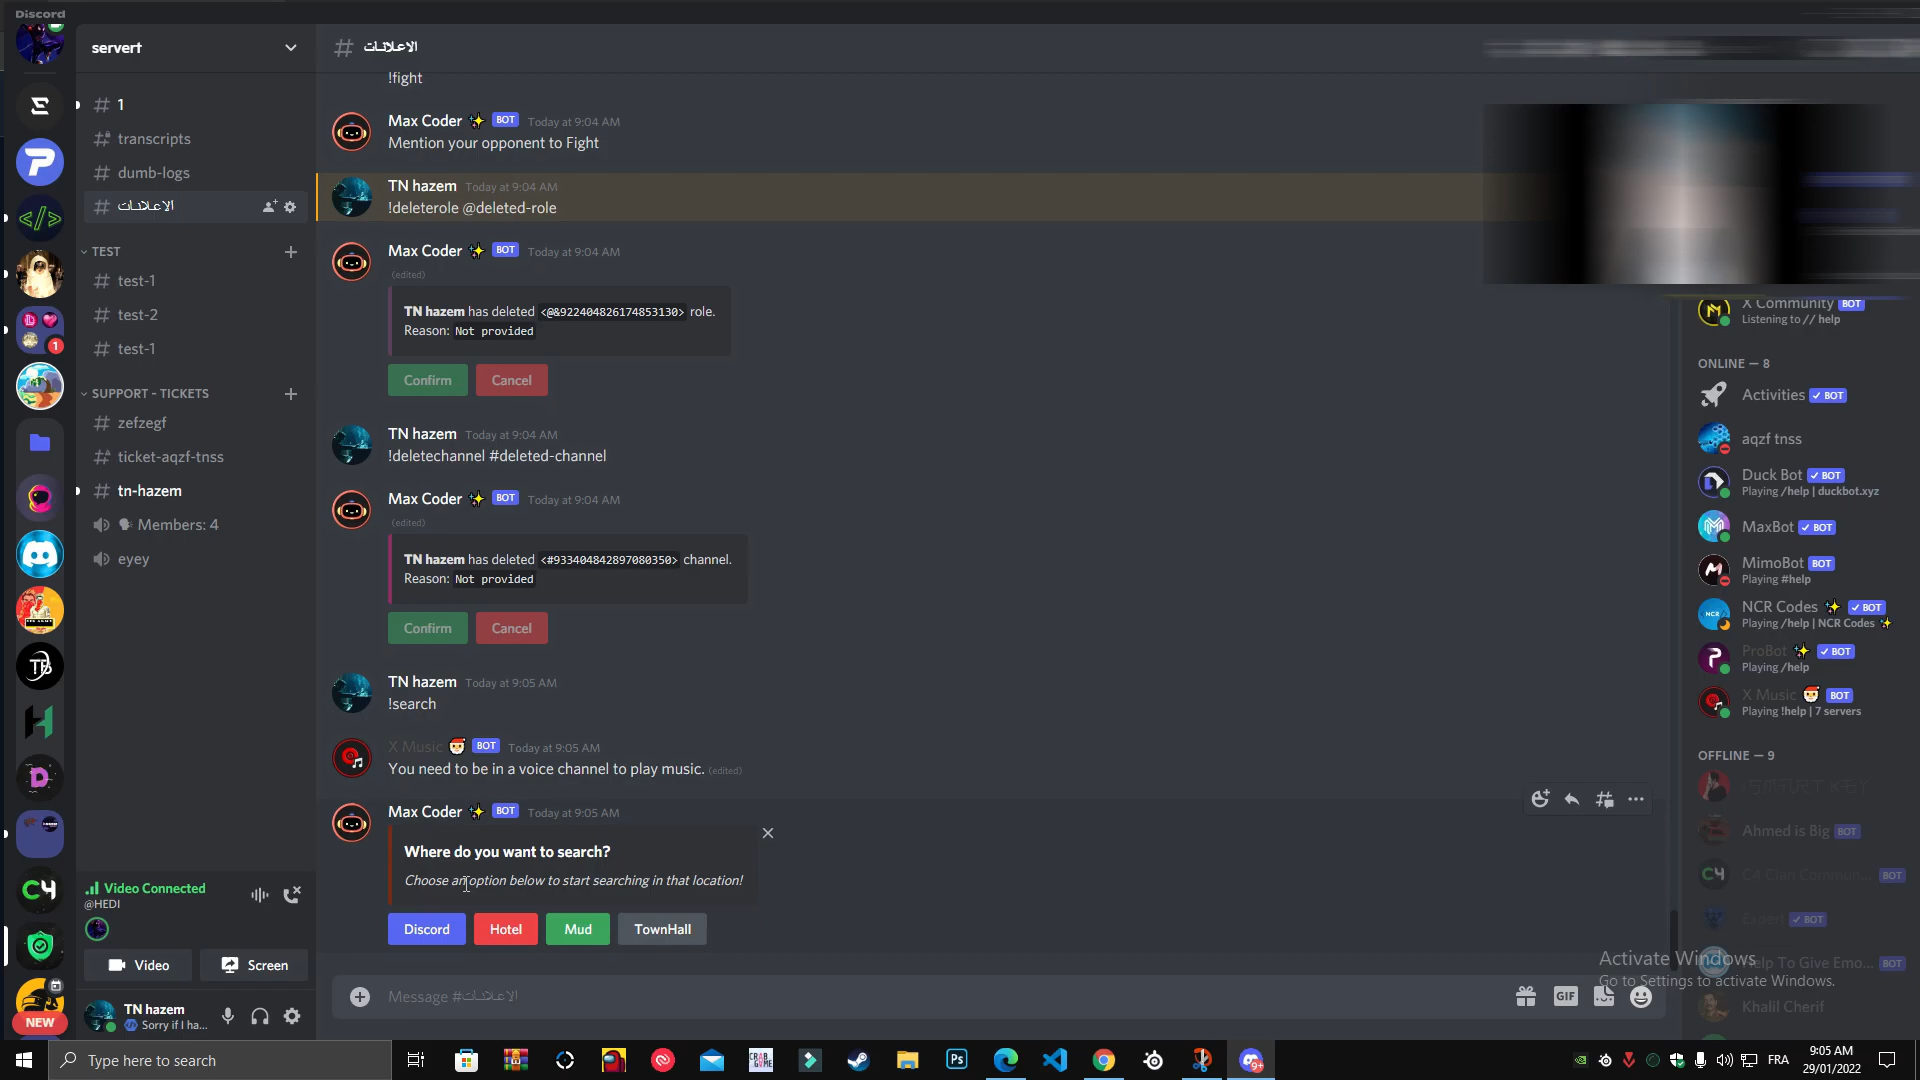 Discord
servert
# الاعلانات
# 1
# transcripts
# dumb-logs
# الاعلانات
TEST
# test-1
# test-2
# test-1
SUPPORT - TICKETS
# zefzegf
# ticket-aqzf-tnss
# tn-hazem
Members: 4
eyey
Video Connected
@HEDI
Video
Screen
TN hazem
Sorry if I ha...
NEW
!fight
Max Coder ✨ BOT Today at 9:04 AM
Mention your opponent to Fight
TN hazem Today at 9:04 AM
!deleterole @deleted-role
Max Coder ✨ BOT Today at 9:04 AM
(edited)
TN hazem has deleted <@&922404826174853130> role.
Reason: Not provided
Confirm
Cancel
TN hazem Today at 9:04 AM
!deletechannel #deleted-channel
Max Coder ✨ BOT Today at 9:04 AM
(edited)
TN hazem has deleted <#933404842897080350> channel.
Reason: Not provided
Confirm
Cancel
TN hazem Today at 9:05 AM
!search
X Music 🎅 BOT Today at 9:05 AM
You need to be in a voice channel to play music. (edited)
Max Coder ✨ BOT Today at 9:05 AM
Where do you want to search?
Choose an option below to start searching in that location!
Discord
Hotel
Mud
TownHall
Message #الاعلانات
GIF
X Community BOT
Listening to // help
ONLINE — 8
Activities ✓ BOT
aqzf tnss
Duck Bot ✓ BOT
Playing /help | duckbot.xyz
MaxBot ✓ BOT
MimoBot BOT
Playing #help
NCR Codes ✨ ✓ BOT
Playing /help | NCR Codes ✨
ProBot ✨ ✓ BOT
Playing /help
X Music 🎅 BOT
Playing !help | 7 servers
OFFLINE — 9
Ahmed is Big BOT
C4 Clan Commun... BOT
Expert ✓ BOT
Help To Give Emo... BOT
Khalil Cherif
Activate Windows
Go to Settings to activate Windows.
Type here to search
FRA
9:05 AM
29/01/2022